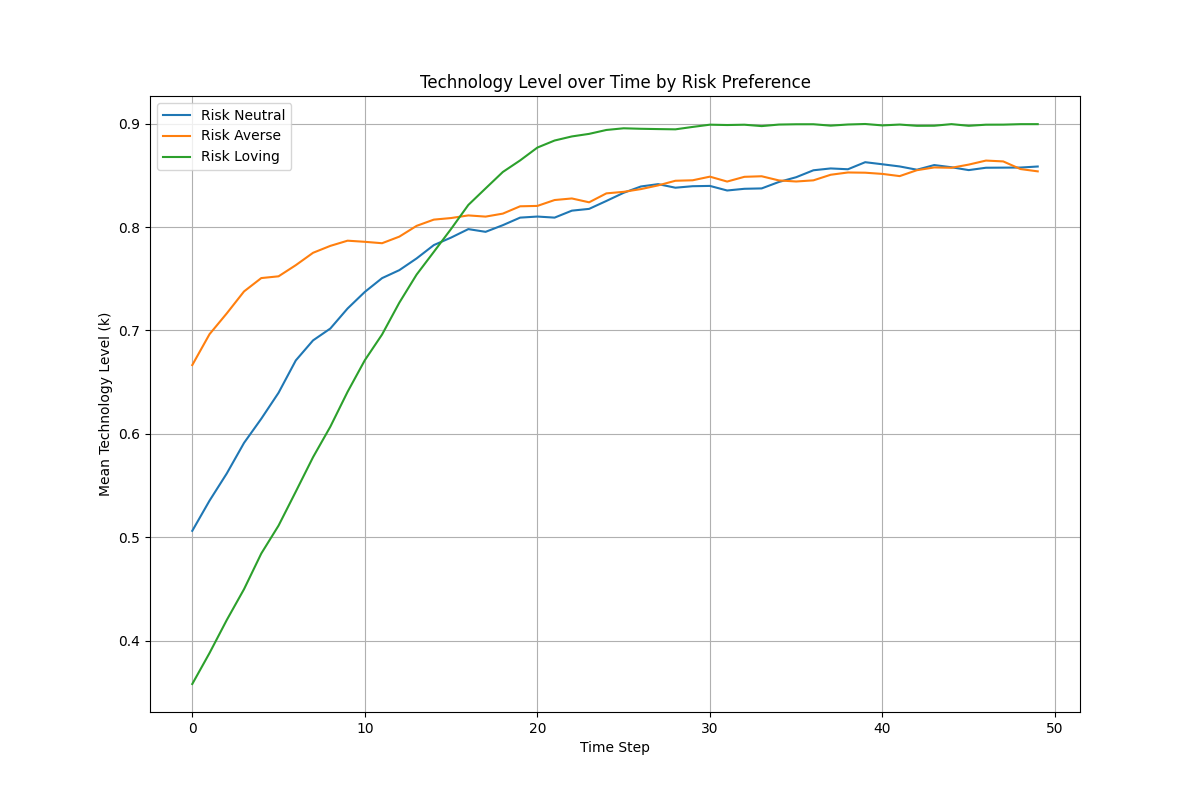 Technology Level over Time by Risk Preference
Risk Neutral
Risk Averse
Risk Loving
Mean Technology Level (k)
0.9
0.8
0.7
0.6
0.5
0.4
0 10 20 30 40 50
Time Step